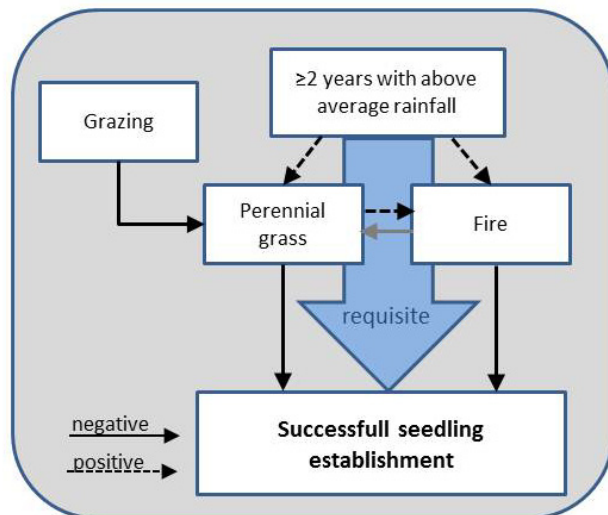 ≥2 years with above
average rainfall
Grazing
Perennial
grass
Fire
requisite
negative
positive
Successfull seedling
establishment